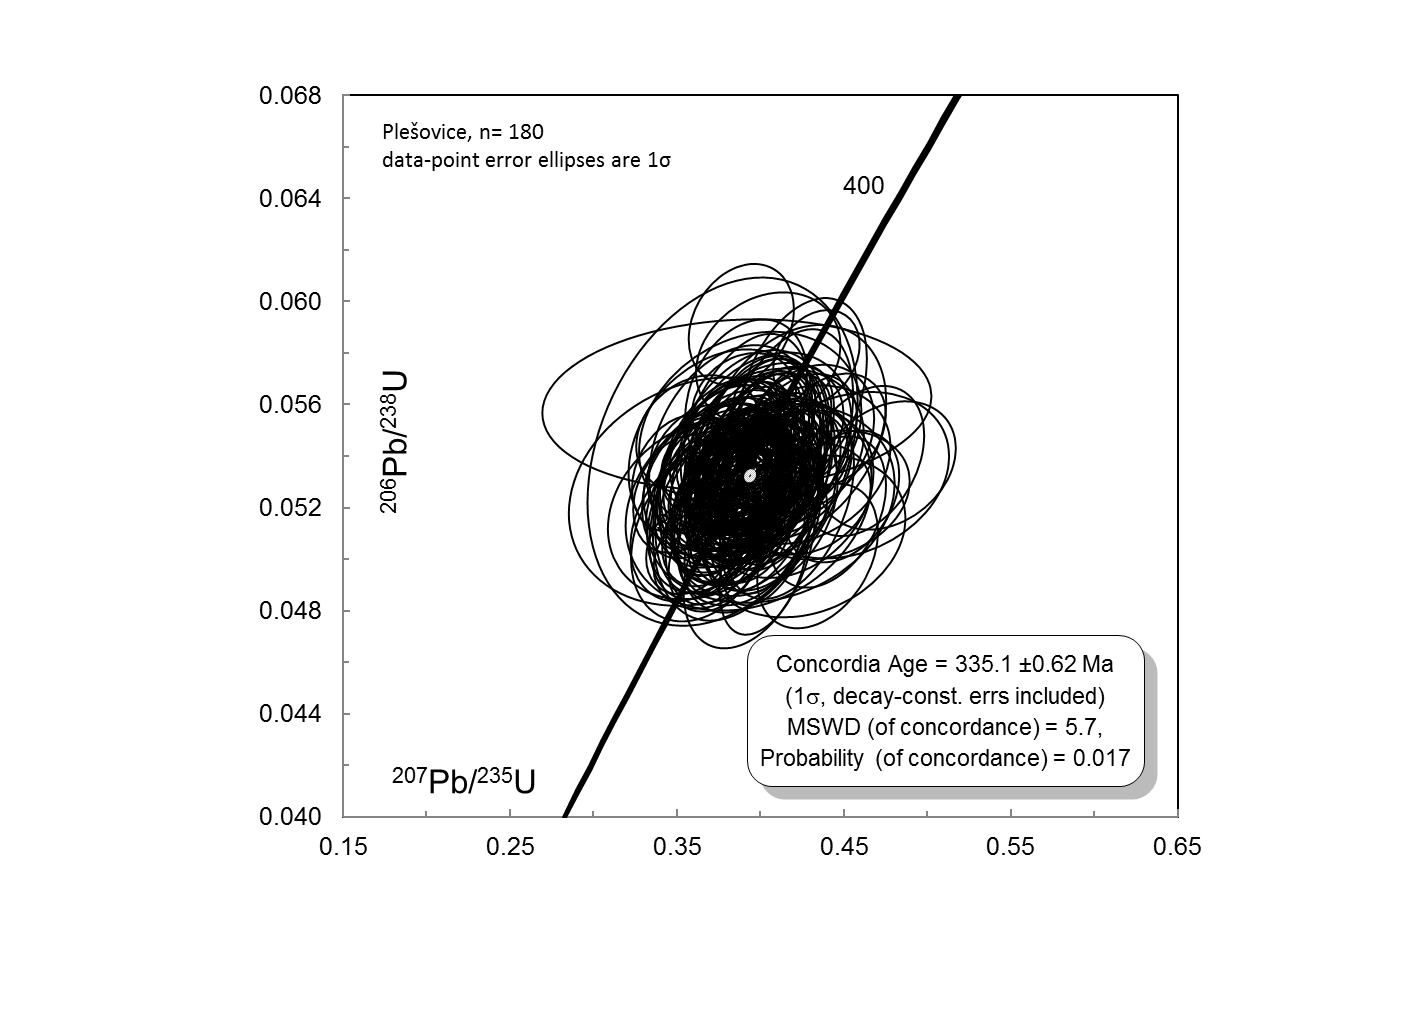 0.068
0.064
0.060
0.056
0.052
0.048
0.044
0.040
Plešovice, n= 180
data-point error ellipses are 1σ
400
206Pb/238U
207Pb/235U
Concordia Age = 335.1 ±0.62 Ma
(1σ, decay-const. errs included)
MSWD (of concordance) = 5.7,
Probability (of concordance) = 0.017
0.15 0.25 0.35 0.45 0.55 0.65